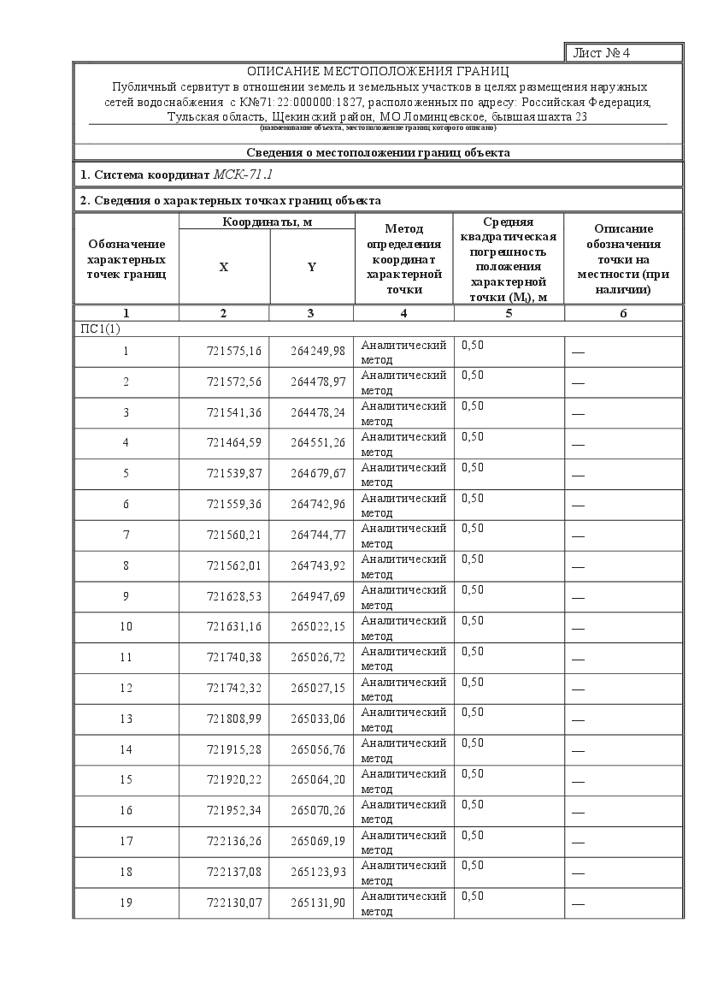 Лист № 4
ОПИСАНИЕ МЕСТОПОЛОЖЕНИЯ ГРАНИЦ
Публичный сервитут в отношении земель и земельных участков в целях размещения наружных
сетей водоснабжения с К№71:22:000000:1827, расположенных по адресу: Российская Федерация,
Тульская область, Щекинский район, МО Ломинцевское, бывшая шахта 23
(наименование объекта, местоположение границ которого описано)
Сведения о местоположении границ объекта
1. Система координат МСК-71.1
2. Сведения о характерных точках границ объекта
Обозначение
характерных
точек границ
Координаты, м
X
Y
Метод
определения
координат
характерной
точки
Средняя
квадратическая
погрешность
положения
характерной
точки (Mt), м
Описание
обозначения
точки на
местности (при
наличии)
1 2 3 4 5 6
ПС1(1)
1 721575,16 264249,98 Аналитический 0,50 —
метод
2 721572,56 264478,97 Аналитический 0,50 —
метод
3 721541,36 264478,24 Аналитический 0,50 —
метод
4 721464,59 264551,26 Аналитический 0,50 —
метод
5 721539,87 264679,67 Аналитический 0,50 —
метод
6 721559,36 264742,96 Аналитический 0,50 —
метод
7 721560,21 264744,77 Аналитический 0,50 —
метод
8 721562,01 264743,92 Аналитический 0,50 —
метод
9 721628,53 264947,69 Аналитический 0,50 —
метод
10 721631,16 265022,15 Аналитический 0,50 —
метод
11 721740,38 265026,72 Аналитический 0,50 —
метод
12 721742,32 265027,15 Аналитический 0,50 —
метод
13 721808,99 265033,06 Аналитический 0,50 —
метод
14 721915,28 265056,76 Аналитический 0,50 —
метод
15 721920,22 265064,20 Аналитический 0,50 —
метод
16 721952,34 265070,26 Аналитический 0,50 —
метод
17 722136,26 265069,19 Аналитический 0,50 —
метод
18 722137,08 265123,93 Аналитический 0,50 —
метод
19 722130,07 265131,90 Аналитический 0,50 —
метод